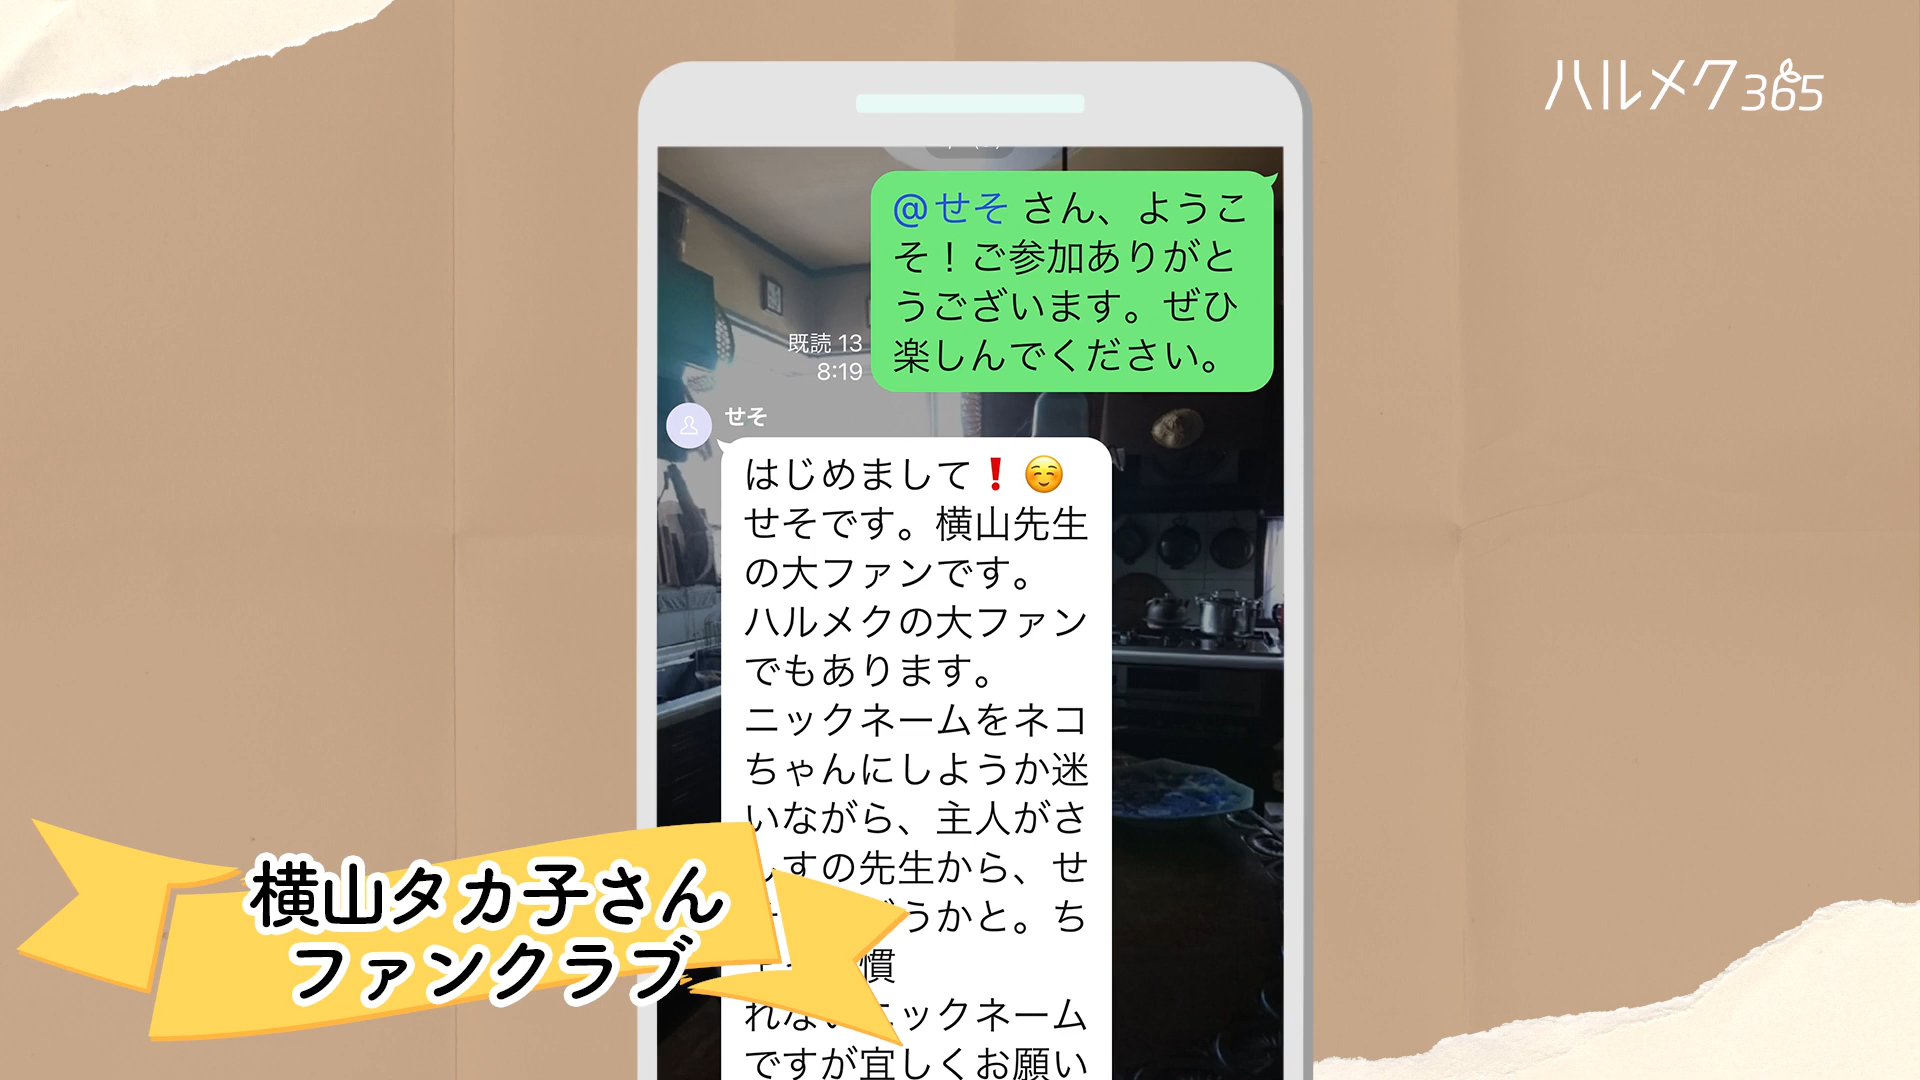 ハルメク365
@せそ さん、ようこ
そ!ご参加ありがと
うございます。ぜひ
楽しんでください。
既読 13
8:19
せそ
はじめまして❗☺️
せそです。横山先生
の大ファンです。
ハルメクの大ファン
でもあります。
ニックネームをネコ
ちゃんにしようか迷
いながら、主人がさ
しすの先生から、せ
うかと。ち
慣
れない ニックネーム
ですが宜しくお願い
横山タカ子さん
ファンクラブ